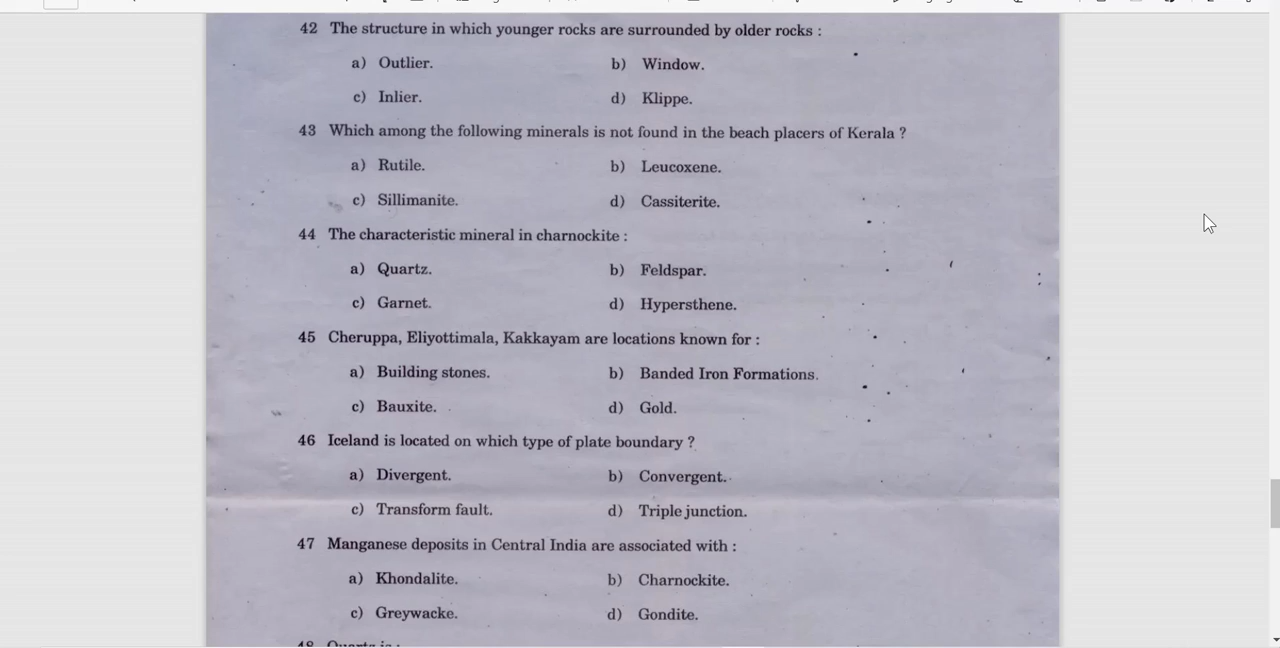 42 The structure in which younger rocks are surrounded by older rocks :
a) Outlier. b) Window.
c) Inlier. d) Klippe.
43 Which among the following minerals is not found in the beach placers of Kerala ?
a) Rutile. b) Leucoxene.
c) Sillimanite. d) Cassiterite.
44 The characteristic mineral in charnockite :
a) Quartz. b) Feldspar.
c) Garnet. d) Hypersthene.
45 Cheruppa, Eliyottimala, Kakkayam are locations known for :
a) Building stones. b) Banded Iron Formations.
c) Bauxite. d) Gold.
46 Iceland is located on which type of plate boundary ?
a) Divergent. b) Convergent.
c) Transform fault. d) Triple junction.
47 Manganese deposits in Central India are associated with :
a) Khondalite. b) Charnockite.
c) Greywacke. d) Gondite.